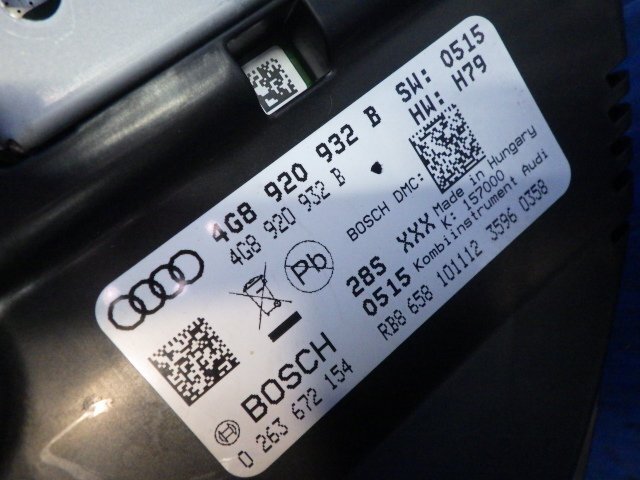 4G8 920 932 B SW: 0515
4G8 920 932 B HW: H79
BOSCH DMC:
Pb
285 XXX Made in Hungary
K: 157000
0515 Kombiinstrument Audi
RB8 658 101112 3596 0358
BOSCH
0 263 672 154